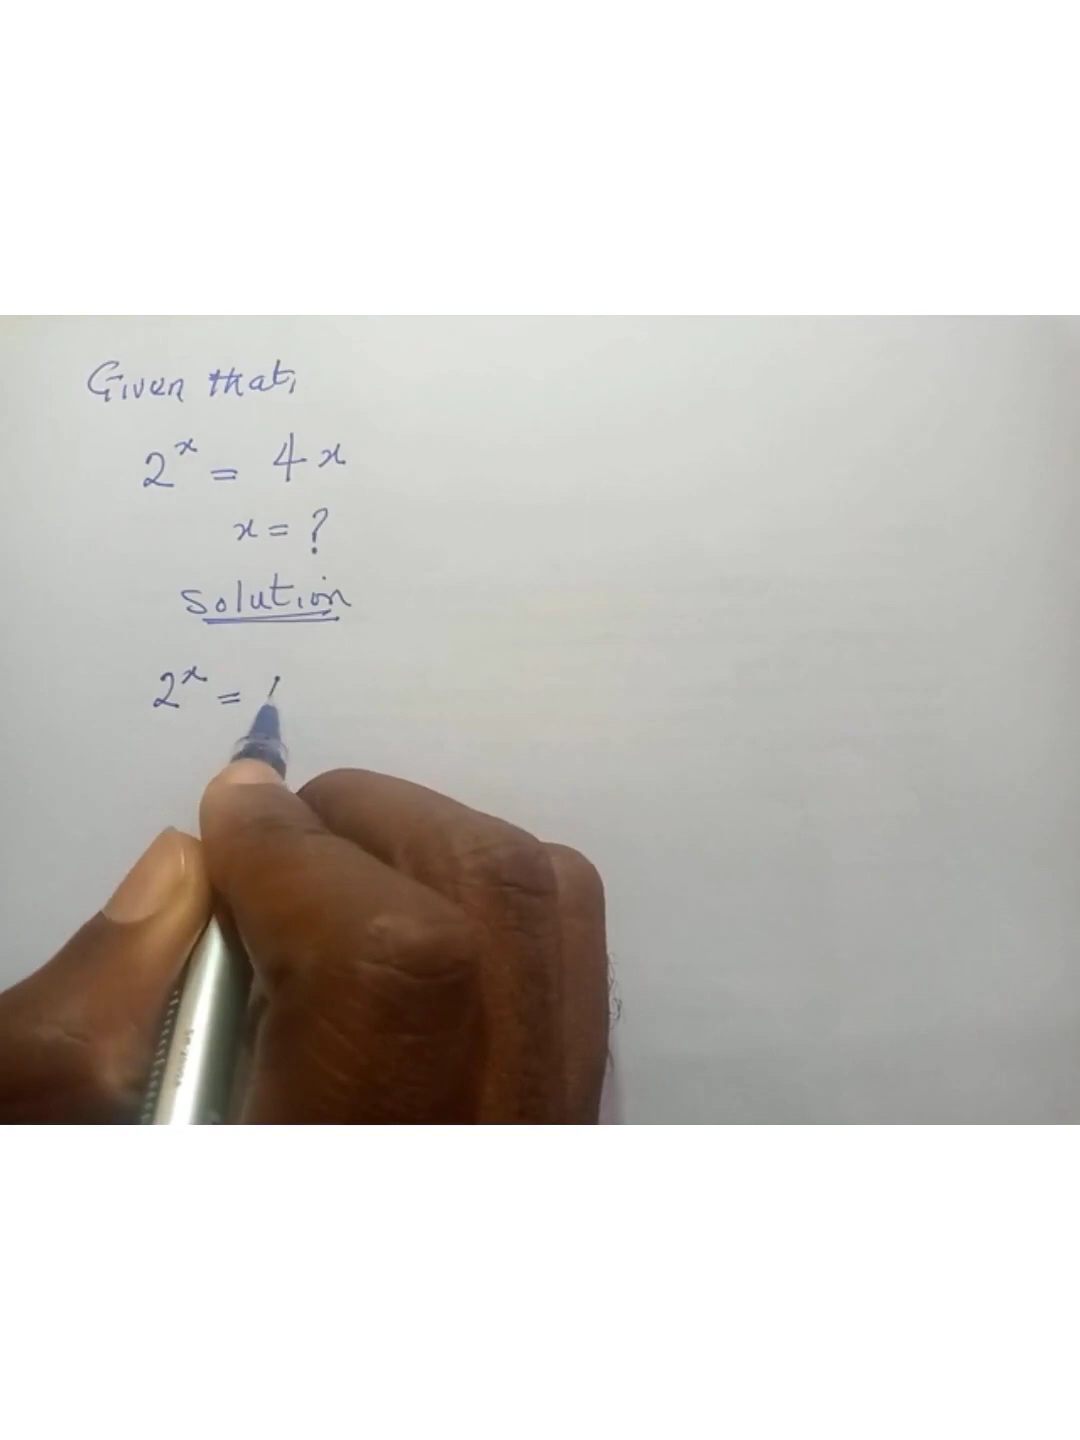 Given that,
2^x = 4x
x = ?
Solution
2^x =